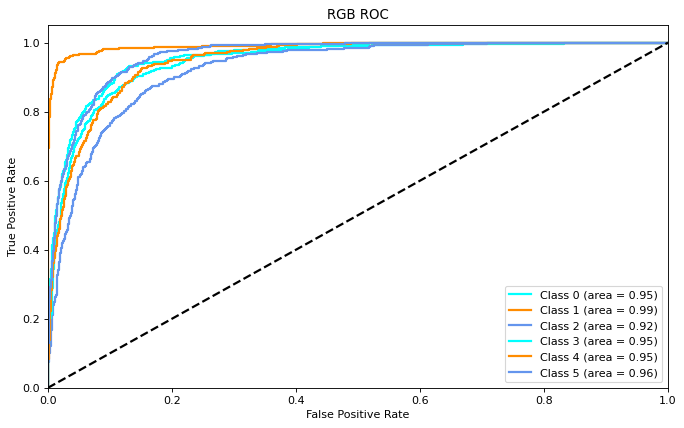 RGB ROC
True Positive Rate
1.0
0.8
0.6
0.4
0.2
0.0
0.0 0.2 0.4 0.6 0.8 1.0
False Positive Rate
Class 0 (area = 0.95)
Class 1 (area = 0.99)
Class 2 (area = 0.92)
Class 3 (area = 0.95)
Class 4 (area = 0.95)
Class 5 (area = 0.96)